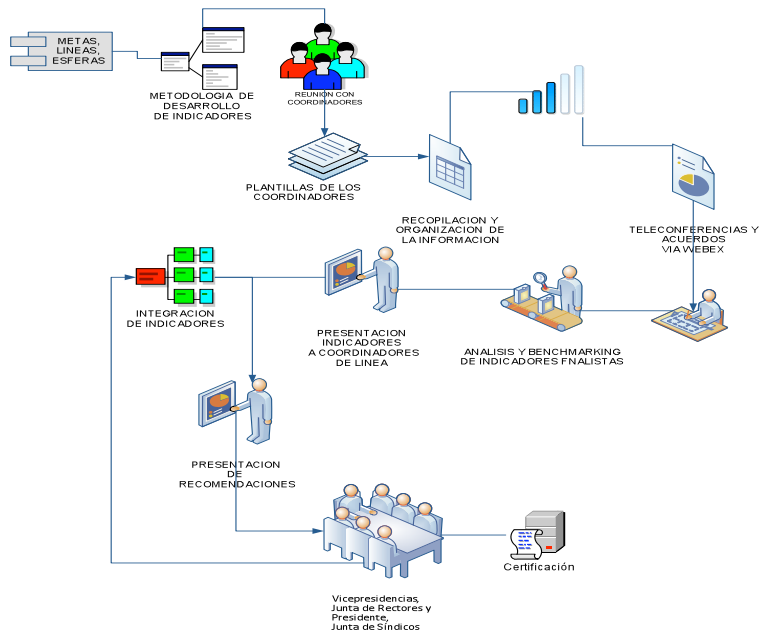 METAS,
LINEAS,
ESFERAS
METODOLOGIA DE
DESARROLLO
DE INDICADORES
REUNION CON
COORDINADORES
PLANTILLAS DE LOS
COORDINADORES
RECOPILACION Y
ORGANIZACION DE
LA INFORMACION
TELECONFERENCIAS Y
ACUERDOS
VIA WEBEX
INTEGRACION
DE INDICADORES
PRESENTACION
INDICADORES
A COORDINADORES
DE LINEA
ANALISIS Y BENCHMARKING
DE INDICADORES FNALISTAS
PRESENTACION
DE
RECOMENDACIONES
Certificación
Vicepresidencias,
Junta de Rectores y
Presidente,
Junta de Síndicos